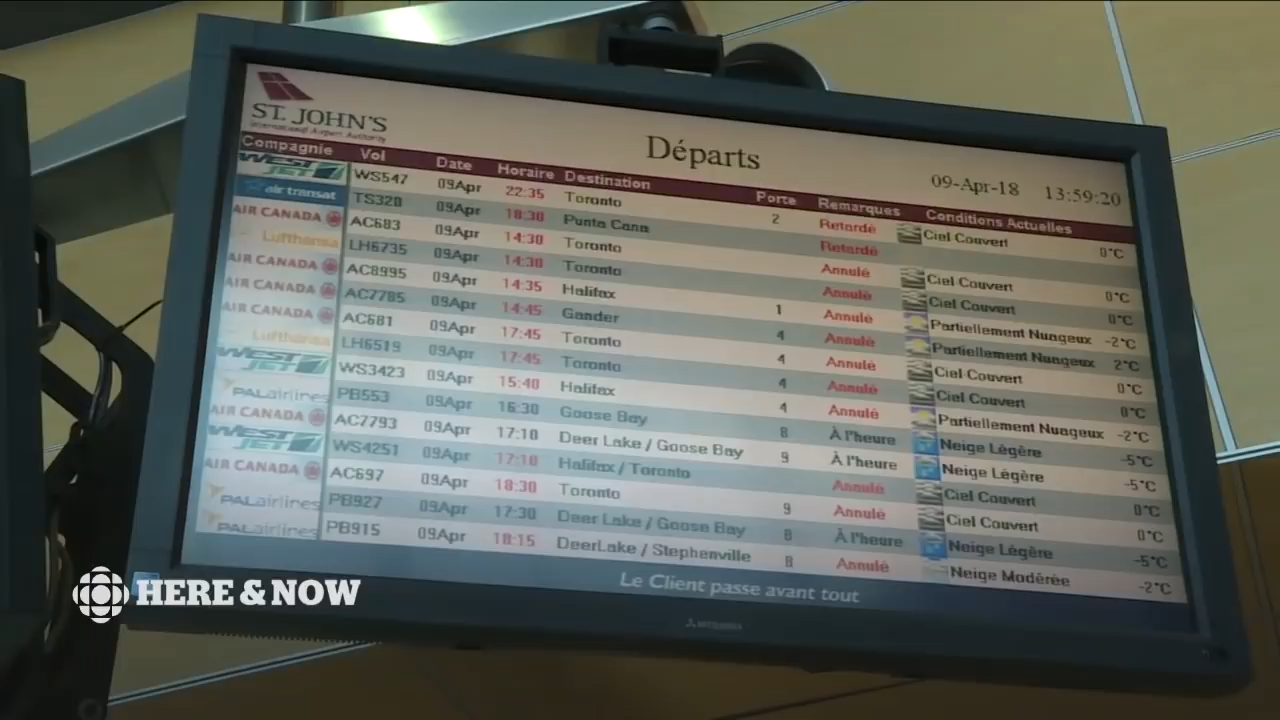 ST. JOHN'S
International Airport Authority
Départs
09-Apr-18 13:59:20
Compagnie Vol Date Horaire Destination Porte Remarques Conditions Actuelles
WESTJET WS547 09Apr 22:35 Toronto 2 Retardé Ciel Couvert 0°C
air transat TS320 09Apr 18:30 Punta Cana Retardé
AIR CANADA AC683 09Apr 14:30 Toronto Annulé Ciel Couvert 0°C
Lufthansa LH6735 09Apr 14:30 Toronto Annulé Ciel Couvert 0°C
AIR CANADA AC8995 09Apr 14:35 Halifax 1 Annulé Partiellement Nuageux -2°C
AIR CANADA AC7785 09Apr 14:45 Gander 4 Annulé Partiellement Nuageux 2°C
AIR CANADA AC681 09Apr 17:45 Toronto 4 Annulé Ciel Couvert 0°C
Lufthansa LH6519 09Apr 17:45 Toronto 4 Annulé Ciel Couvert 0°C
WESTJET WS3423 09Apr 15:40 Halifax 4 Annulé Partiellement Nuageux -2°C
PALairlines PB553 09Apr 16:30 Goose Bay 8 À l'heure Neige Légère -5°C
AIR CANADA AC7793 09Apr 17:10 Deer Lake / Goose Bay 9 À l'heure Neige Légère -5°C
WESTJET WS4251 09Apr 17:10 Halifax / Toronto Annulé Ciel Couvert 0°C
AIR CANADA AC697 09Apr 18:30 Toronto 9 Annulé Ciel Couvert 0°C
PALairlines PB927 09Apr 17:30 Deer Lake / Goose Bay 8 À l'heure Neige Légère -5°C
PALairlines PB915 09Apr 18:15 DeerLake / Stephenville 8 Annulé Neige Modérée -2°C
Le Client passe avant tout
MITSUBISHI
HERE & NOW